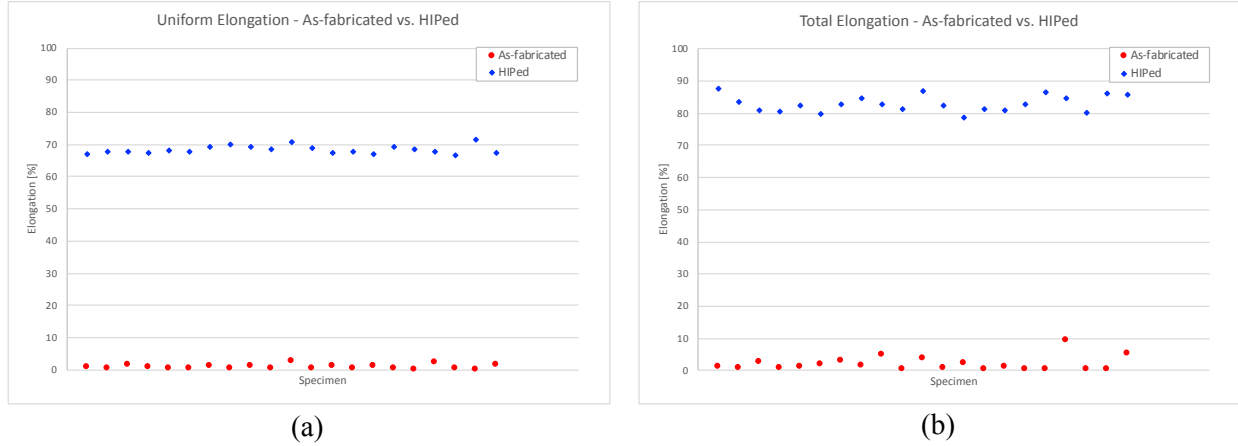 Uniform Elongation - As-fabricated vs. HIPed
As-fabricated
HIPed
100
90
80
70
60
50
40
30
20
10
0
Elongation [%]
Specimen
(a)
Total Elongation - As-fabricated vs. HIPed
As-fabricated
HIPed
100
90
80
70
60
50
40
30
20
10
0
Elongation [%]
Specimen
(b)